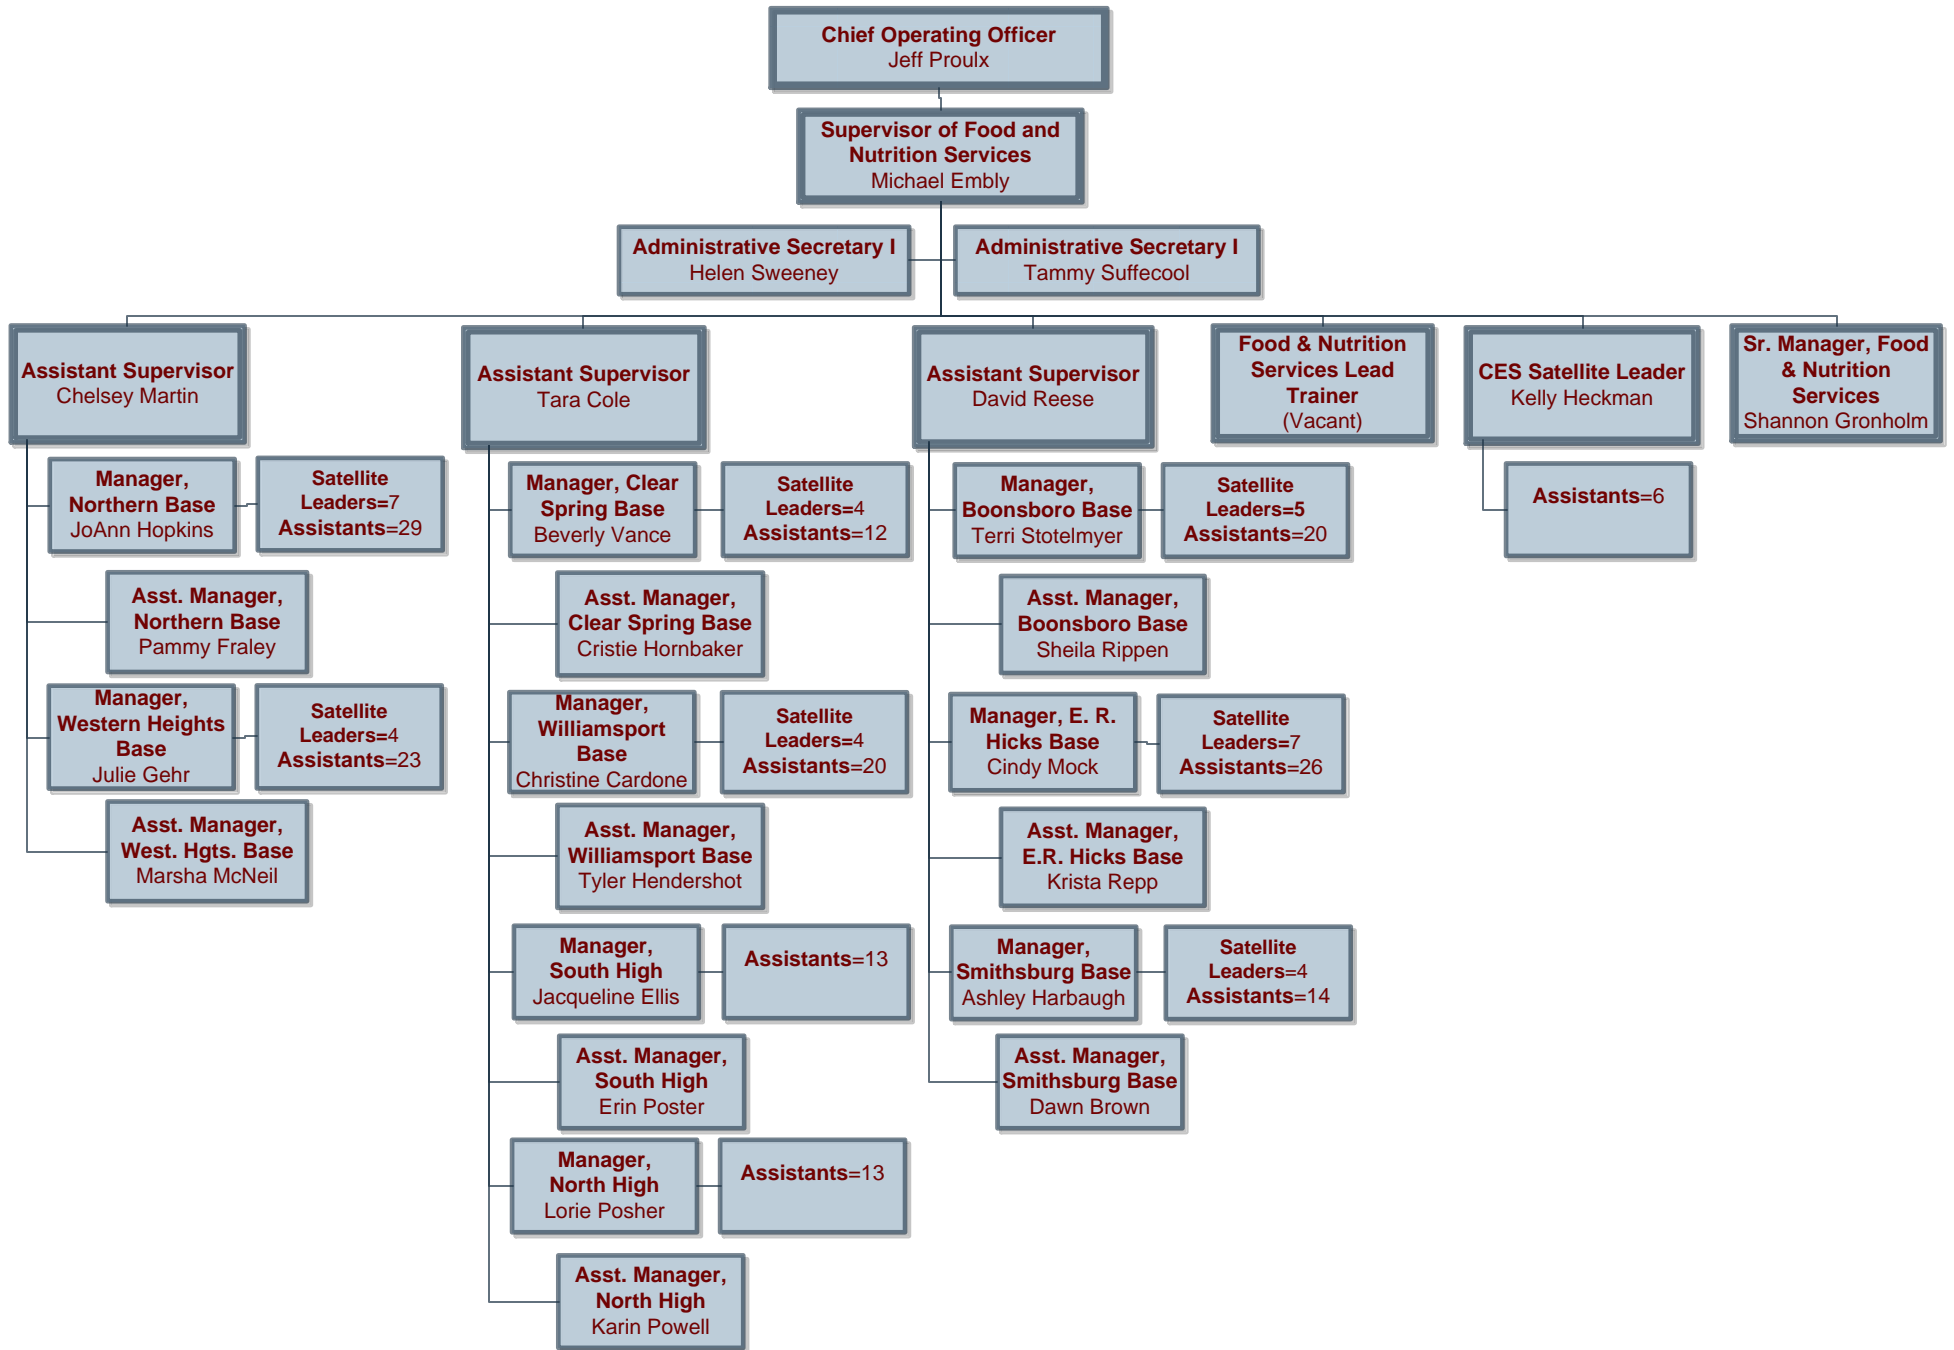 Chief Operating Officer
Jeff Proulx
Supervisor of Food and
Nutrition Services
Michael Embly
Administrative Secretary I
Helen Sweeney
Administrative Secretary I
Tammy Suffecool
Assistant Supervisor
Chelsey Martin
Assistant Supervisor
Tara Cole
Assistant Supervisor
David Reese
Food & Nutrition
Services Lead
Trainer
(Vacant)
CES Satellite Leader
Kelly Heckman
Sr. Manager, Food
& Nutrition
Services
Shannon Gronholm
Manager,
Northern Base
JoAnn Hopkins
Satellite
Leaders=7
Assistants=29
Asst. Manager,
Northern Base
Pammy Fraley
Manager,
Western Heights
Base
Julie Gehr
Satellite
Leaders=4
Assistants=23
Asst. Manager,
West. Hgts. Base
Marsha McNeil
Manager, Clear
Spring Base
Beverly Vance
Satellite
Leaders=4
Assistants=12
Asst. Manager,
Clear Spring Base
Cristie Hornbaker
Manager,
Williamsport
Base
Christine Cardone
Satellite
Leaders=4
Assistants=20
Asst. Manager,
Williamsport Base
Tyler Hendershot
Manager,
South High
Jacqueline Ellis
Assistants=13
Asst. Manager,
South High
Erin Poster
Manager,
North High
Lorie Posher
Assistants=13
Asst. Manager,
North High
Karin Powell
Manager,
Boonsboro Base
Terri Stotelmyer
Satellite
Leaders=5
Assistants=20
Asst. Manager,
Boonsboro Base
Sheila Rippen
Manager, E. R.
Hicks Base
Cindy Mock
Satellite
Leaders=7
Assistants=26
Asst. Manager,
E.R. Hicks Base
Krista Repp
Manager,
Smithsburg Base
Ashley Harbaugh
Satellite
Leaders=4
Assistants=14
Asst. Manager,
Smithsburg Base
Dawn Brown
Assistants=6